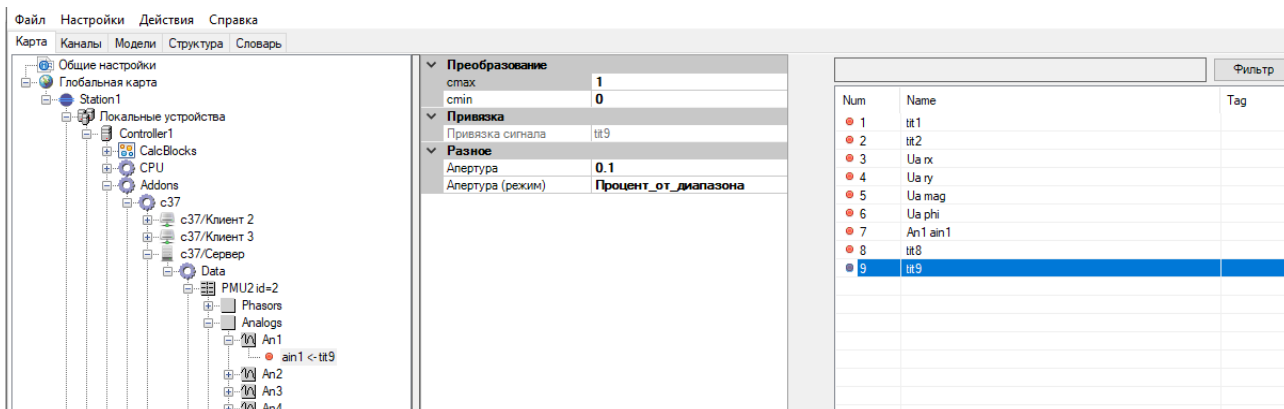 Файл Настройки Действия Справка
Карта Каналы Модели Структура Словарь
Общие настройки
Глобальная карта
Station1
Локальные устройства
Controller1
CalcBlocks
CPU
Addons
c37
c37/Клиент 2
c37/Клиент 3
c37/Сервер
Data
PMU2 id=2
Phasors
Analogs
An1
ain1 <- tit9
An2
An3
An4
Преобразование
cmax 1
cmin 0
Привязка
Привязка сигнала tit9
Разное
Апертура 0.1
Апертура (режим) Процент_от_диапазона
Фильтр
Num Name Tag
1 tit1
2 tit2
3 Ua rx
4 Ua ry
5 Ua mag
6 Ua phi
7 An1 ain1
8 tit8
9 tit9